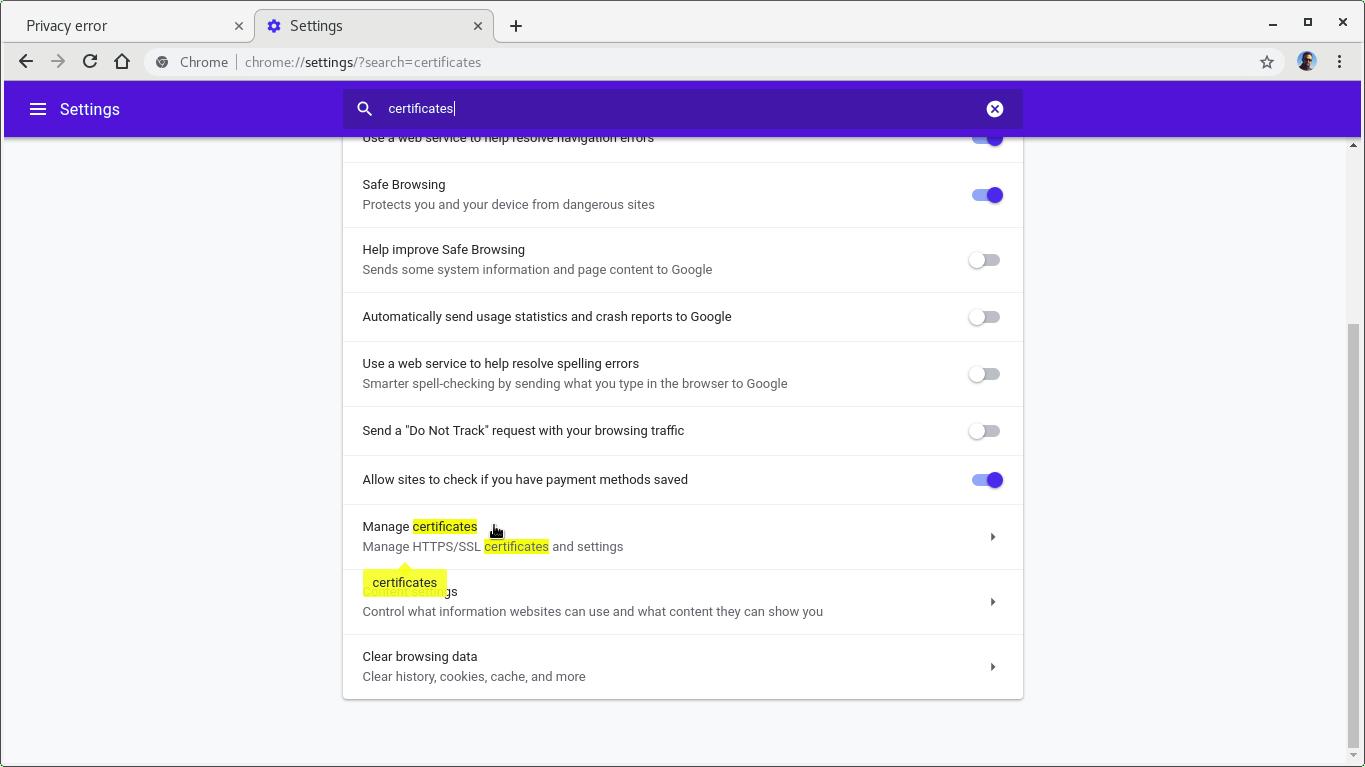 Privacy error
Settings
Chrome
chrome://settings/?search=certificates
Settings
certificates
Use a web service to help resolve navigation errors
Safe Browsing
Protects you and your device from dangerous sites
Help improve Safe Browsing
Sends some system information and page content to Google
Automatically send usage statistics and crash reports to Google
Use a web service to help resolve spelling errors
Smarter spell-checking by sending what you type in the browser to Google
Send a "Do Not Track" request with your browsing traffic
Allow sites to check if you have payment methods saved
Manage certificates
Manage HTTPS/SSL certificates and settings
certificates
Content settings
Control what information websites can use and what content they can show you
Clear browsing data
Clear history, cookies, cache, and more